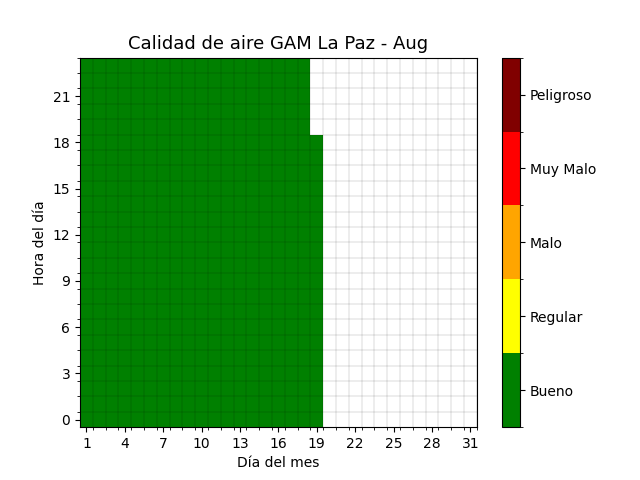 Calidad de aire GAM La Paz - Aug
21
18
15
12
9
6
3
0
Hora del día
1 4 7 10 13 16 19 22 25 28 31
Día del mes
Peligroso
Muy Malo
Malo
Regular
Bueno